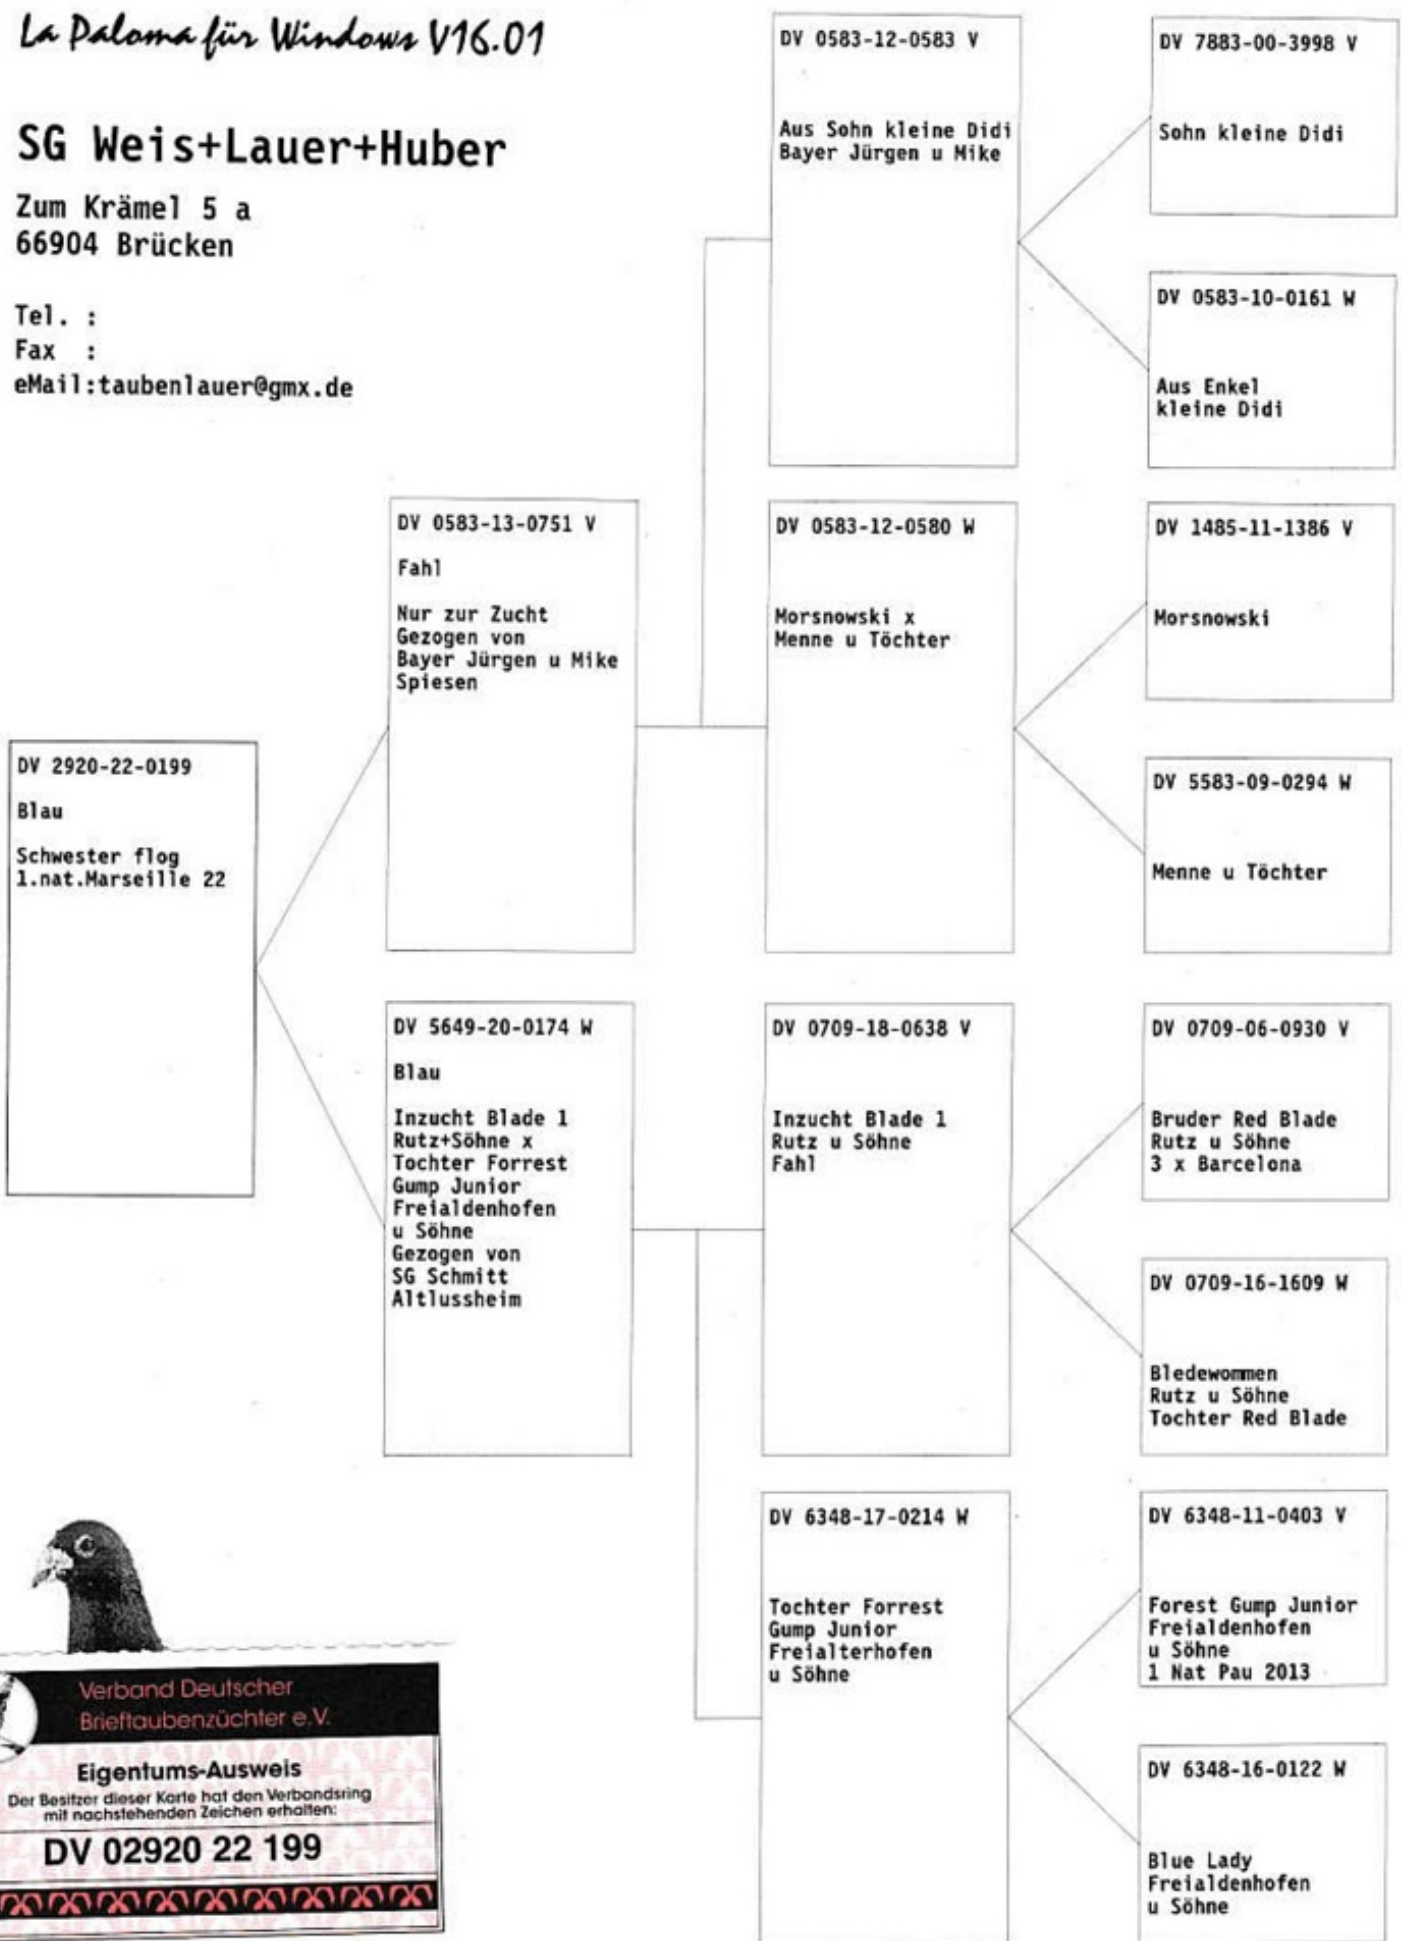 La Paloma für Windows V16.01
SG Weis+Lauer+Huber
Zum Krämel 5 a
66904 Brücken
Tel. :
Fax :
eMail:taubenlauer@gmx.de
DV 2920-22-0199
Blau
Schwester flog
1.nat.Marseille 22
DV 0583-13-0751 V
Fahl
Nur zur Zucht
Gezogen von
Bayer Jürgen u Mike
Spiesen
DV 5649-20-0174 W
Blau
Inzucht Blade 1
Rutz+Söhne x
Tochter Forrest
Gump Junior
Freialdenhofen
u Söhne
Gezogen von
SG Schmitt
Altlussheim
DV 0583-12-0583 V
Aus Sohn kleine Didi
Bayer Jürgen u Mike
DV 0583-12-0580 W
Morsnowski x
Menne u Töchter
DV 0709-18-0638 V
Inzucht Blade 1
Rutz u Söhne
Fahl
DV 6348-17-0214 W
Tochter Forrest
Gump Junior
Freialterhofen
u Söhne
DV 7883-00-3998 V
Sohn kleine Didi
DV 0583-10-0161 W
Aus Enkel
kleine Didi
DV 1485-11-1386 V
Morsnowski
DV 5583-09-0294 W
Menne u Töchter
DV 0709-06-0930 V
Bruder Red Blade
Rutz u Söhne
3 x Barcelona
DV 0709-16-1609 W
Bledewommen
Rutz u Söhne
Tochter Red Blade
DV 6348-11-0403 V
Forest Gump Junior
Freialdenhofen
u Söhne
1 Nat Pau 2013
DV 6348-16-0122 W
Blue Lady
Freialdenhofen
u Söhne
Verband Deutscher
Brieftaubenzüchter e.V.
Eigentums-Ausweis
Der Besitzer dieser Karte hat den Verbandsring
mit nachstehenden Zeichen erhalten:
DV 02920 22 199